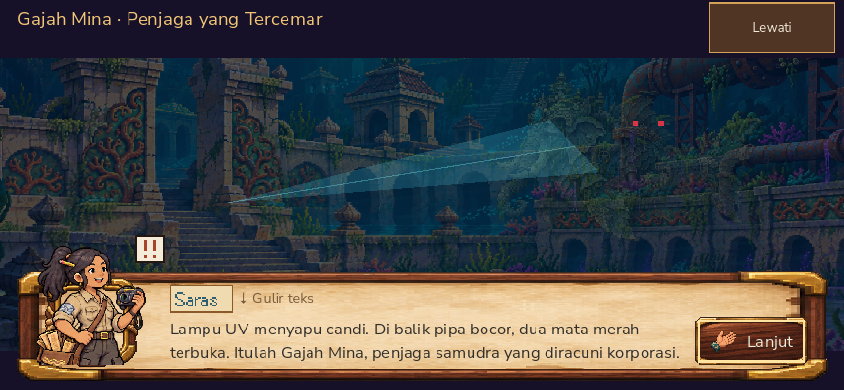 Gajah Mina · Penjaga yang Tercemar
Lewati
!!
Saras
↓ Gulir teks
Lampu UV menyapu candi. Di balik pipa bocor, dua mata merah
terbuka. Itulah Gajah Mina, penjaga samudra yang diracuni korporasi.
Lanjut